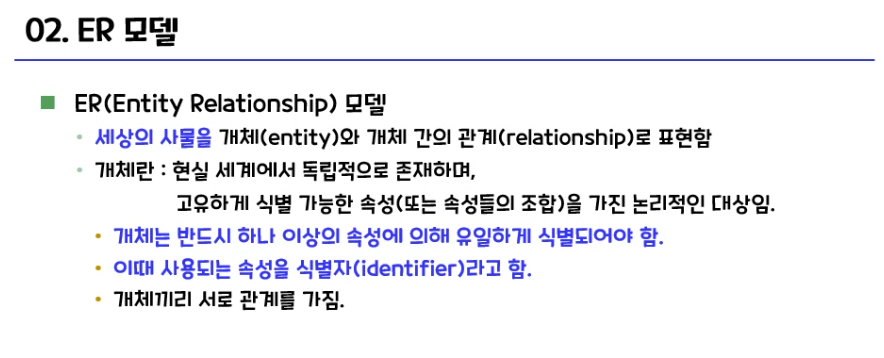 02. ER 모델
ER(Entity Relationship) 모델
세상의 사물을 개체(entity)와 개체 간의 관계(relationship)로 표현함
개체란 : 현실 세계에서 독립적으로 존재하며,
고유하게 식별 가능한 속성(또는 속성들의 조합)을 가진 논리적인 대상임.
개체는 반드시 하나 이상의 속성에 의해 유일하게 식별되어야 함.
이때 사용되는 속성을 식별자(identifier)라고 함.
개체끼리 서로 관계를 가짐.